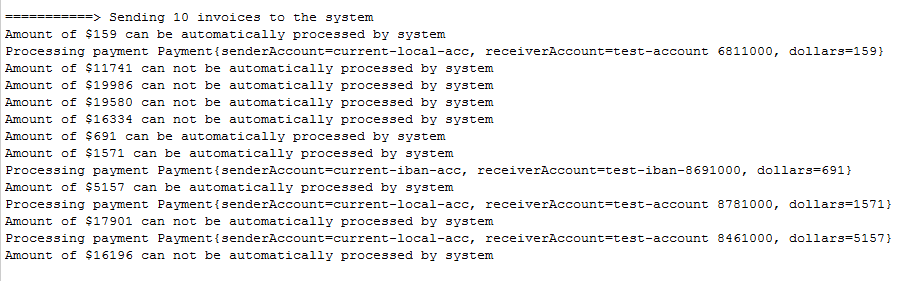 ===========> Sending 10 invoices to the system
Amount of $159 can be automatically processed by system
Processing payment Payment{senderAccount=current-local-acc, receiverAccount=test-account 6811000, dollars=159}
Amount of $11741 can not be automatically processed by system
Amount of $19986 can not be automatically processed by system
Amount of $19580 can not be automatically processed by system
Amount of $16334 can not be automatically processed by system
Amount of $691 can be automatically processed by system
Amount of $1571 can be automatically processed by system
Processing payment Payment{senderAccount=current-iban-acc, receiverAccount=test-iban-8691000, dollars=691}
Amount of $5157 can be automatically processed by system
Processing payment Payment{senderAccount=current-local-acc, receiverAccount=test-account 8781000, dollars=1571}
Amount of $17901 can not be automatically processed by system
Processing payment Payment{senderAccount=current-local-acc, receiverAccount=test-account 8461000, dollars=5157}
Amount of $16196 can not be automatically processed by system